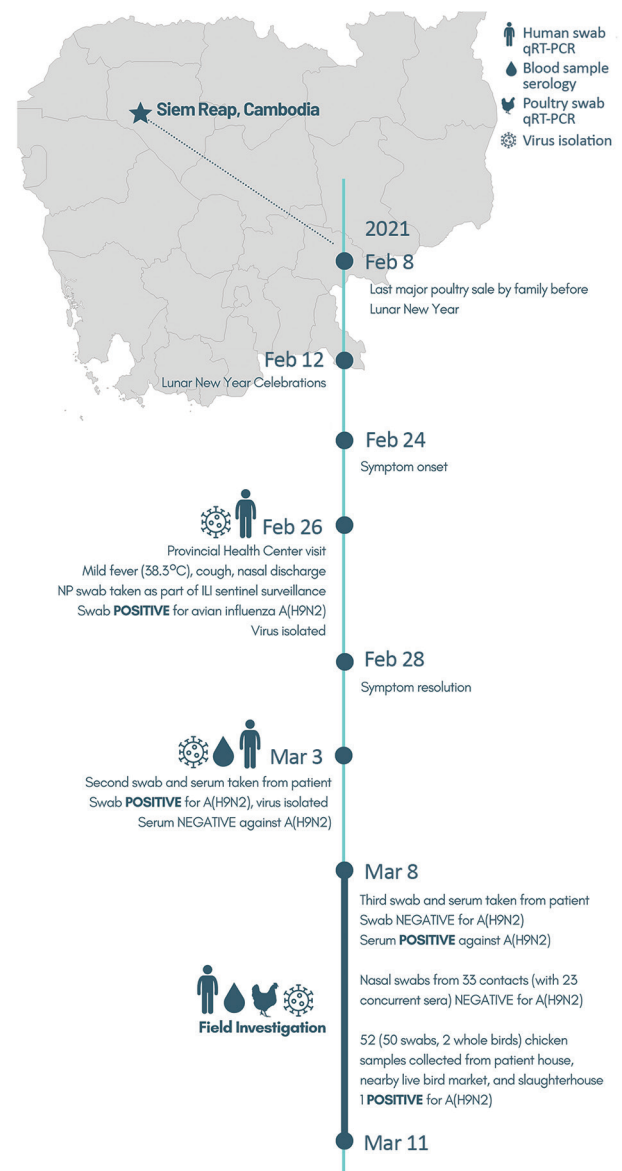 Human swab
qRT-PCR
Blood sample
serology
Poultry swab
qRT-PCR
Virus isolation
Siem Reap, Cambodia
2021
Feb 8
Last major poultry sale by family before
Lunar New Year
Feb 12
Lunar New Year Celebrations
Feb 24
Symptom onset
Feb 26
Provincial Health Center visit
Mild fever (38.3°C), cough, nasal discharge
NP swab taken as part of ILI sentinel surveillance
Swab POSITIVE for avian influenza A(H9N2)
Virus isolated
Feb 28
Symptom resolution
Mar 3
Second swab and serum taken from patient
Swab POSITIVE for A(H9N2), virus isolated
Serum NEGATIVE against A(H9N2)
Mar 8
Third swab and serum taken from patient
Swab NEGATIVE for A(H9N2)
Serum POSITIVE against A(H9N2)
Nasal swabs from 33 contacts (with 23
concurrent sera) NEGATIVE for A(H9N2)
Field Investigation
52 (50 swabs, 2 whole birds) chicken
samples collected from patient house,
nearby live bird market, and slaughterhouse
1 POSITIVE for A(H9N2)
Mar 11